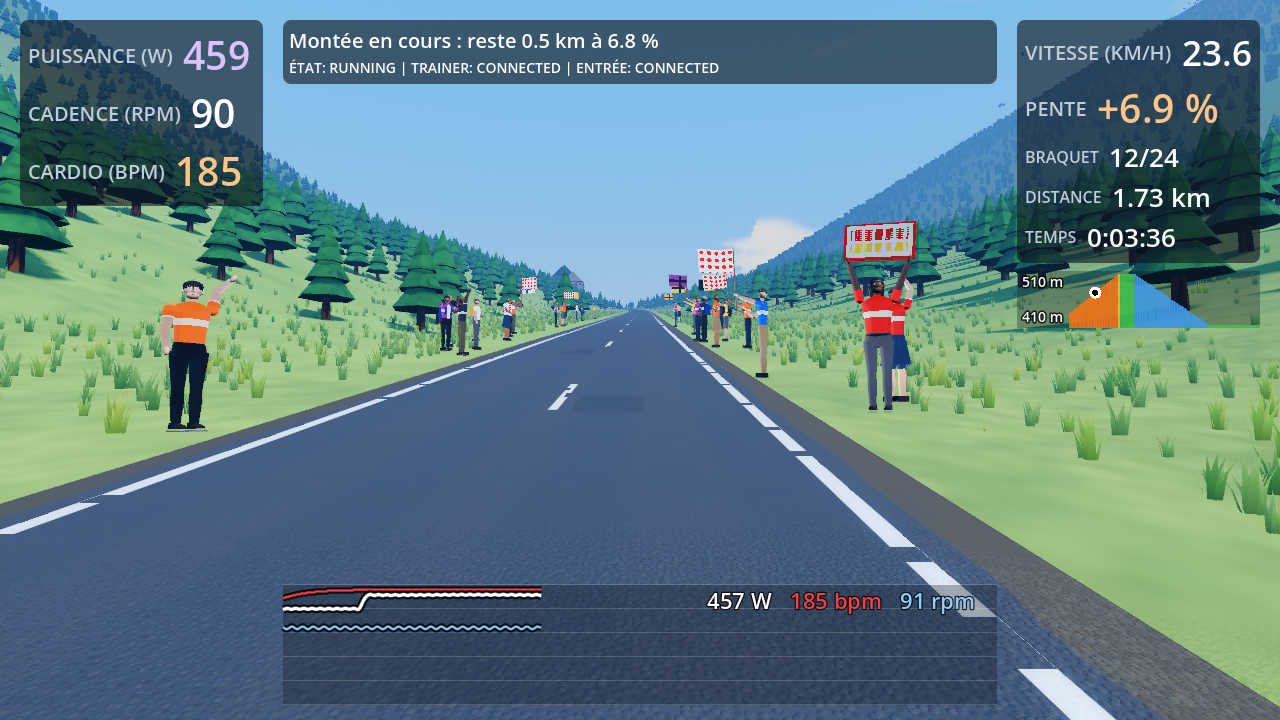 PUISSANCE (W) 459
CADENCE (RPM) 90
CARDIO (BPM) 185
Montée en cours : reste 0.5 km à 6.8 %
ÉTAT: RUNNING | TRAINER: CONNECTED | ENTRÉE: CONNECTED
VITESSE (KM/H) 23.6
PENTE +6.9 %
BRAQUET 12/24
DISTANCE 1.73 km
TEMPS 0:03:36
510 m
410 m
457 W 185 bpm 91 rpm